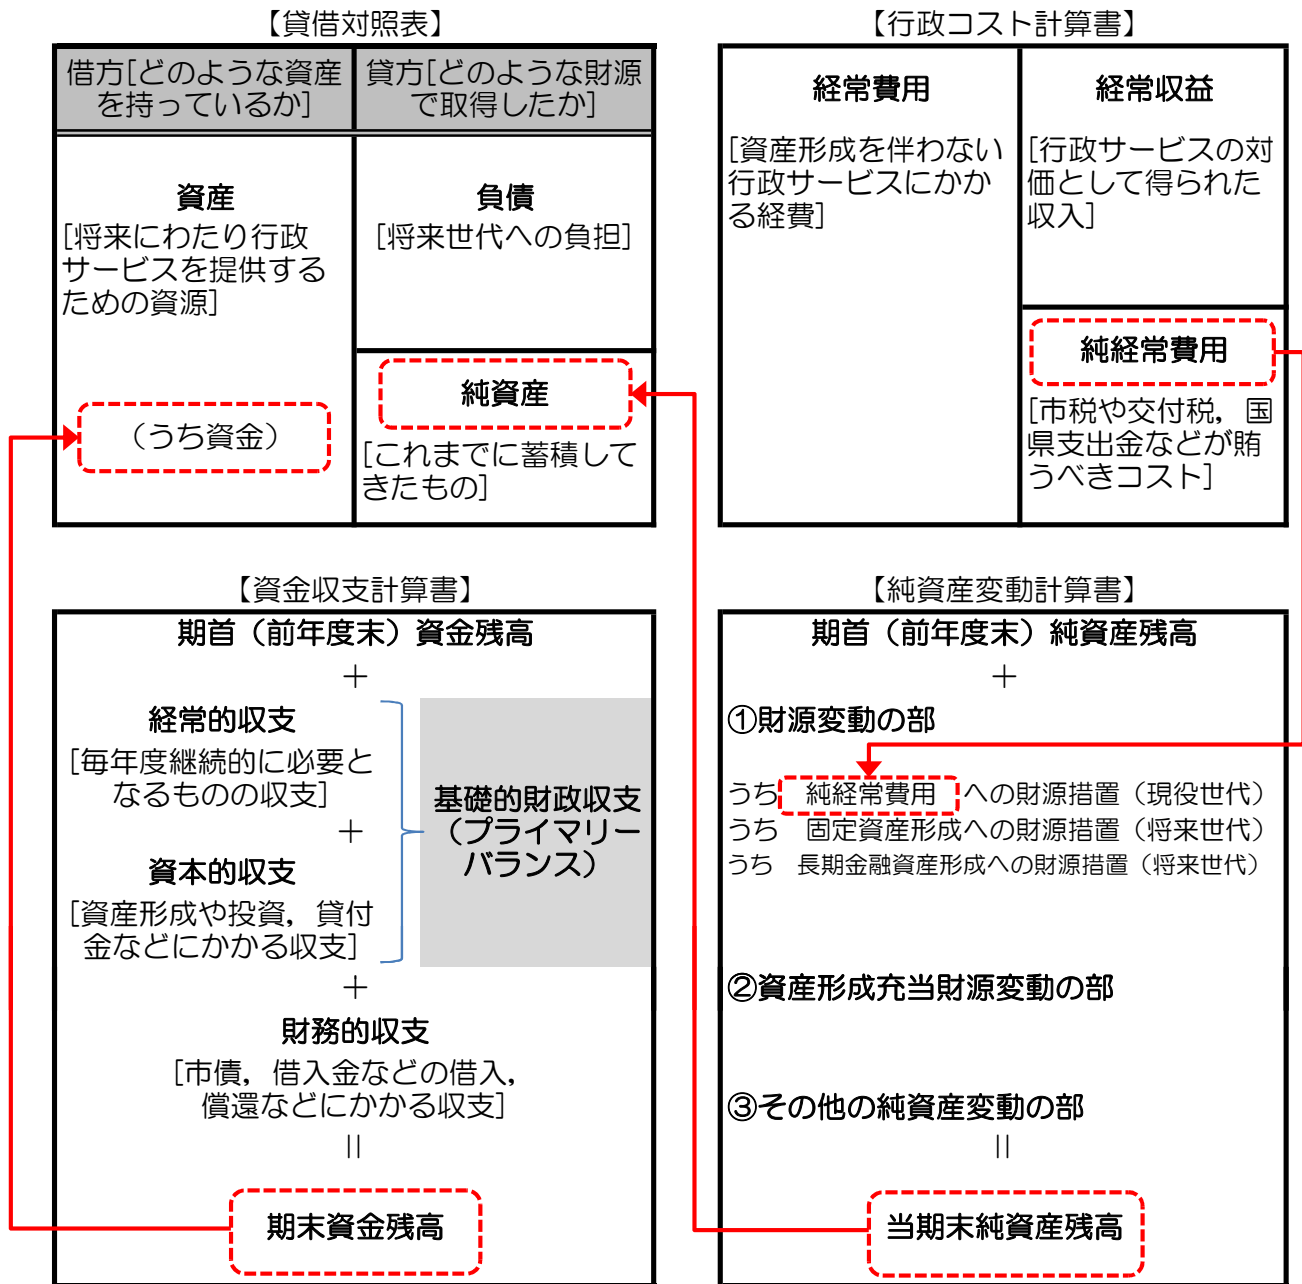 【貸借対照表】
借方[どのような資産
を持っているか]
貸方[どのような財源
で取得したか]
資産
[将来にわたり行政
サービスを提供する
ための資源]
（うち資金）
負債
[将来世代への負担]
純資産
[これまでに蓄積して
きたもの]
【行政コスト計算書】
経常費用
[資産形成を伴わない
行政サービスにかか
る経費]
経常収益
[行政サービスの対
価として得られた
収入]
純経常費用
[市税や交付税，国
県支出金などが賄
うべきコスト]
【資金収支計算書】
期首（前年度末）資金残高
＋
経常的収支
[毎年度継続的に必要と
なるものの収支]
＋
資本的収支
[資産形成や投資，貸付
金などにかかる収支]
基礎的財政収支
（プライマリー
バランス）
＋
財務的収支
[市債，借入金などの借入，
償還などにかかる収支]
＝
期末資金残高
【純資産変動計算書】
期首（前年度末）純資産残高
＋
①財源変動の部
うち　純経常費用　への財源措置（現役世代）
うち　固定資産形成への財源措置（将来世代）
うち　長期金融資産形成への財源措置（将来世代）
②資産形成充当財源変動の部
③その他の純資産変動の部
＝
当期末純資産残高